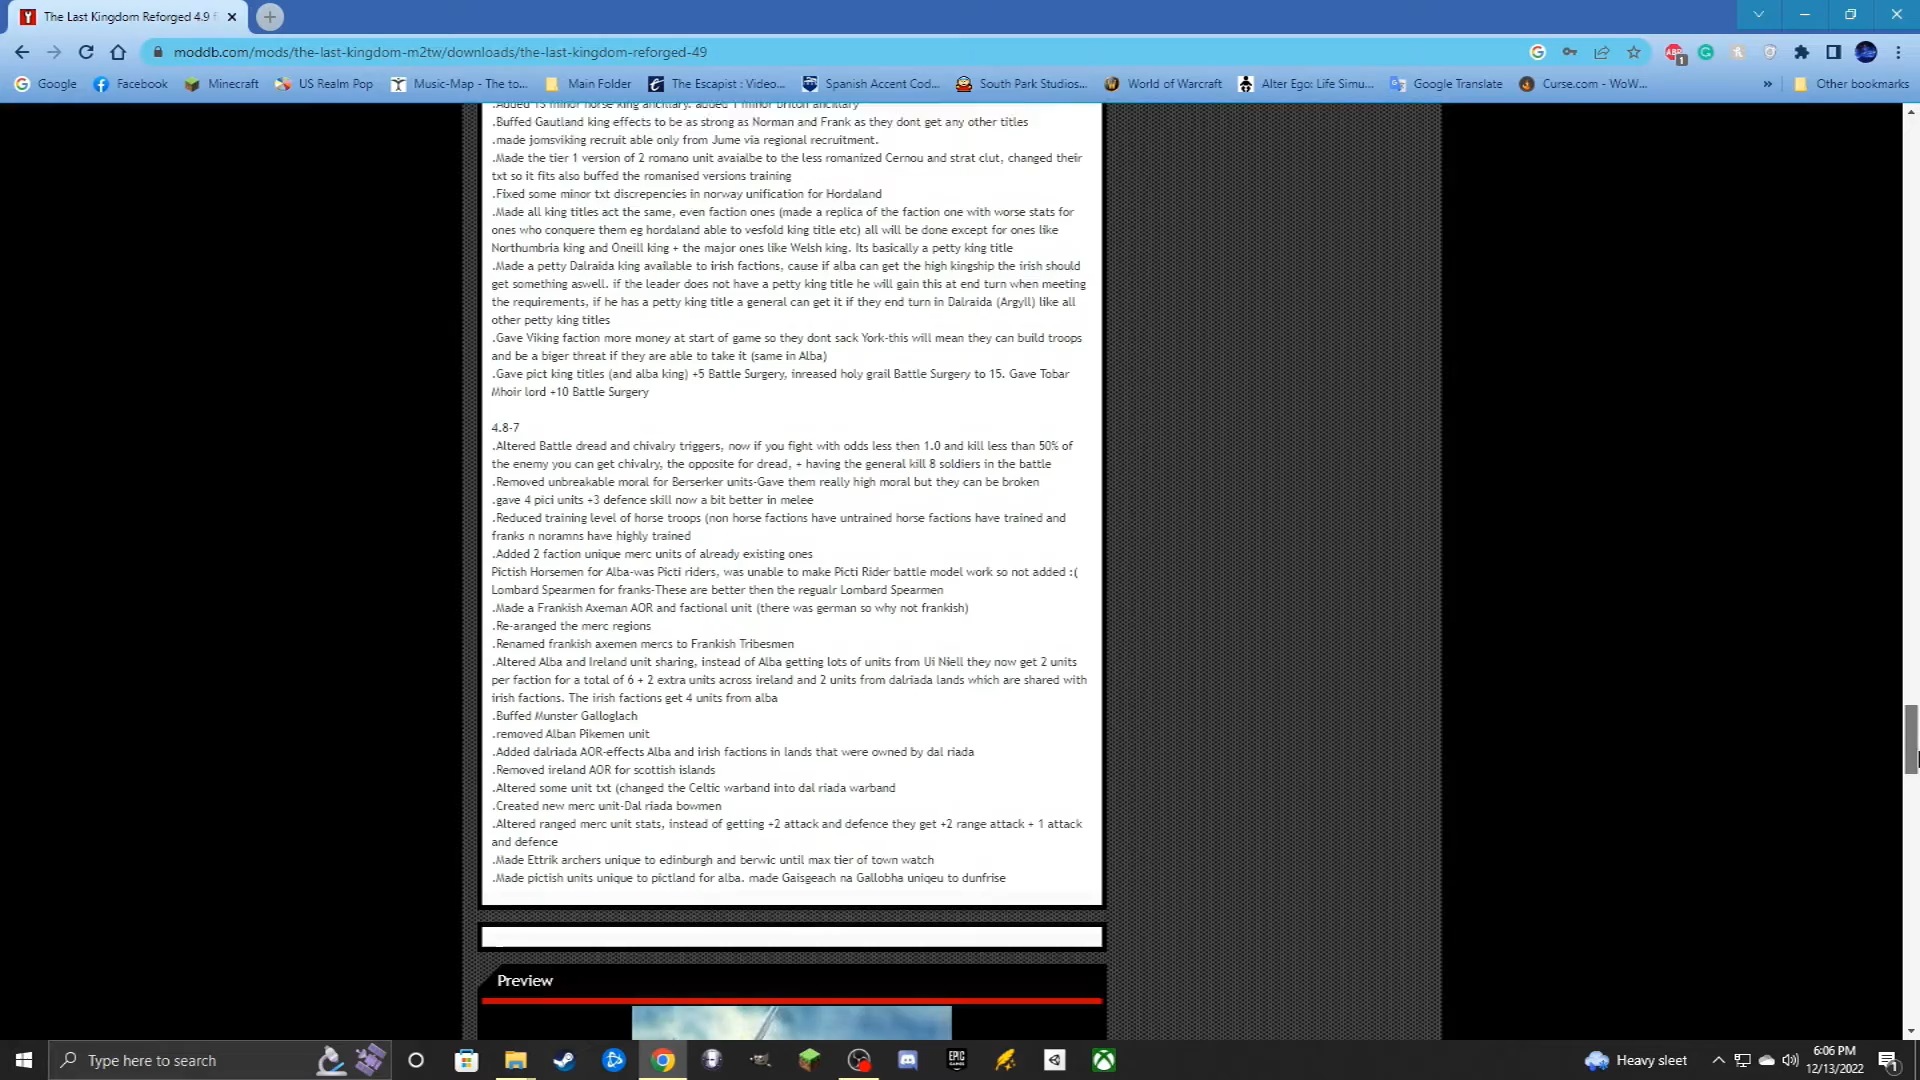 The Last Kingdom Reforged 4.9
moddb.com/mods/the-last-kingdom-m2tw/downloads/the-last-kingdom-reforged-49
Google Facebook Minecraft US Realm Pop Music-Map - The to... Main Folder The Escapist : Video... Spanish Accent Cod... South Park Studios... World of Warcraft Alter Ego: Life Simu... Google Translate Curse.com - WoW... » Other bookmarks
.Added 15 minor norse king ancillary. added 1 minor briton ancillary
.Buffed Gautland king effects to be as strong as Norman and Frank as they dont get any other titles
.made jomsviking recruit able only from Jume via regional recruitment.
.Made the tier 1 version of 2 romano unit avaialbe to the less romanized Cernou and strat clut, changed their
txt so it fits also buffed the romanised versions training
.Fixed some minor txt discrepencies in norway unification for Hordaland
.Made all king titles act the same, even faction ones (made a replica of the faction one with worse stats for
ones who conquere them eg hordaland able to vesfold king title etc) all will be done except for ones like
Northumbria king and Oneill king + the major ones like Welsh king. Its basically a petty king title
.Made a petty Dalraida king available to irish factions, cause if alba can get the high kingship the irish should
get something aswell. if the leader does not have a petty king title he will gain this at end turn when meeting
the requirements, if he has a petty king title a general can get it if they end turn in Dalraida (Argyll) like all
other petty king titles
.Gave Viking faction more money at start of game so they dont sack York-this will mean they can build troops
and be a biger threat if they are able to take it (same in Alba)
.Gave pict king titles (and alba king) +5 Battle Surgery, inreased holy grail Battle Surgery to 15. Gave Tobar
Mhoir lord +10 Battle Surgery
4.8-7
.Altered Battle dread and chivalry triggers, now if you fight with odds less then 1.0 and kill less than 50% of
the enemy you can get chivalry, the opposite for dread, + having the general kill 8 soldiers in the battle
.Removed unbreakable moral for Berserker units-Gave them really high moral but they can be broken
.gave 4 pici units +3 defence skill now a bit better in melee
.Reduced training level of horse troops (non horse factions have untrained horse factions have trained and
franks n noramns have highly trained
.Added 2 faction unique merc units of already existing ones
Pictish Horsemen for Alba-was Picti riders, was unable to make Picti Rider battle model work so not added :(
Lombard Spearmen for franks-These are better then the regualr Lombard Spearmen
.Made a Frankish Axeman AOR and factional unit (there was german so why not frankish)
.Re-aranged the merc regions
.Renamed frankish axemen mercs to Frankish Tribesmen
.Altered Alba and Ireland unit sharing, instead of Alba getting lots of units from Ui Niell they now get 2 units
per faction for a total of 6 + 2 extra units across ireland and 2 units from dalriada lands which are shared with
irish factions. The irish factions get 4 units from alba
.Buffed Munster Galloglach
.removed Alban Pikemen unit
.Added dalriada AOR-effects Alba and irish factions in lands that were owned by dal riada
.Removed ireland AOR for scottish islands
.Altered some unit txt (changed the Celtic warband into dal riada warband
.Created new merc unit-Dal riada bowmen
.Altered ranged merc unit stats, instead of getting +2 attack and defence they get +2 range attack + 1 attack
and defence
.Made Ettrik archers unique to edinburgh and berwic until max tier of town watch
.Made pictish units unique to pictland for alba. made Gaisgeach na Gallobha uniqeu to dunfrise
Preview
Type here to search
Heavy sleet
6:06 PM
12/13/2022